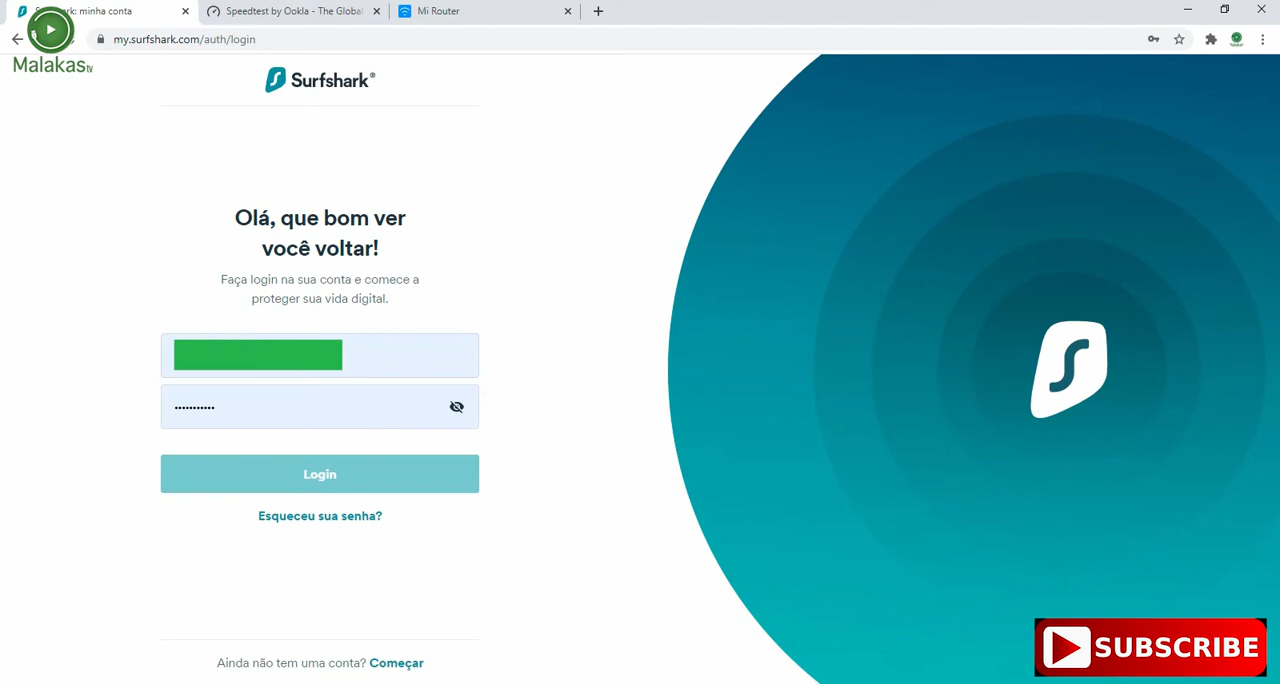 minha conta
Speedtest by Ookla - The Global
Mi Router
my.surfshark.com/auth/login
Malakas tv
Surfshark®
Olá, que bom ver
você voltar!
Faça login na sua conta e comece a
proteger sua vida digital.
Login
Esqueceu sua senha?
Ainda não tem uma conta? Começar
SUBSCRIBE